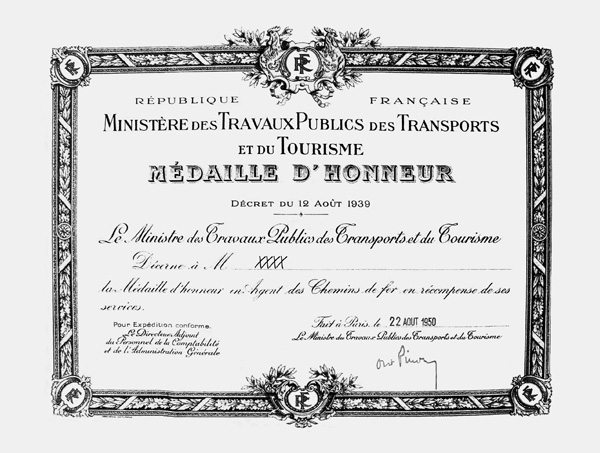 RF
RÉPUBLIQUE FRANÇAISE
MINISTÈRE DES TRAVAUX PUBLICS DES TRANSPORTS
ET DU TOURISME
MÉDAILLE D'HONNEUR
DÉCRET DU 12 AOÛT 1939
Le Ministre des Travaux Publics des Transports et du Tourisme
Décerne à M XXXX
la Médaille d'honneur en Argent des Chemins de fer en récompense de ses
services.
Pour Expédition conforme.
Le Directeur Adjoint
du Personnel de la Comptabilité
et de l'Administration Générale
Fait à Paris, le 22 AOUT 1950
Le Ministre du Travaux Publics des Transports et du Tourisme